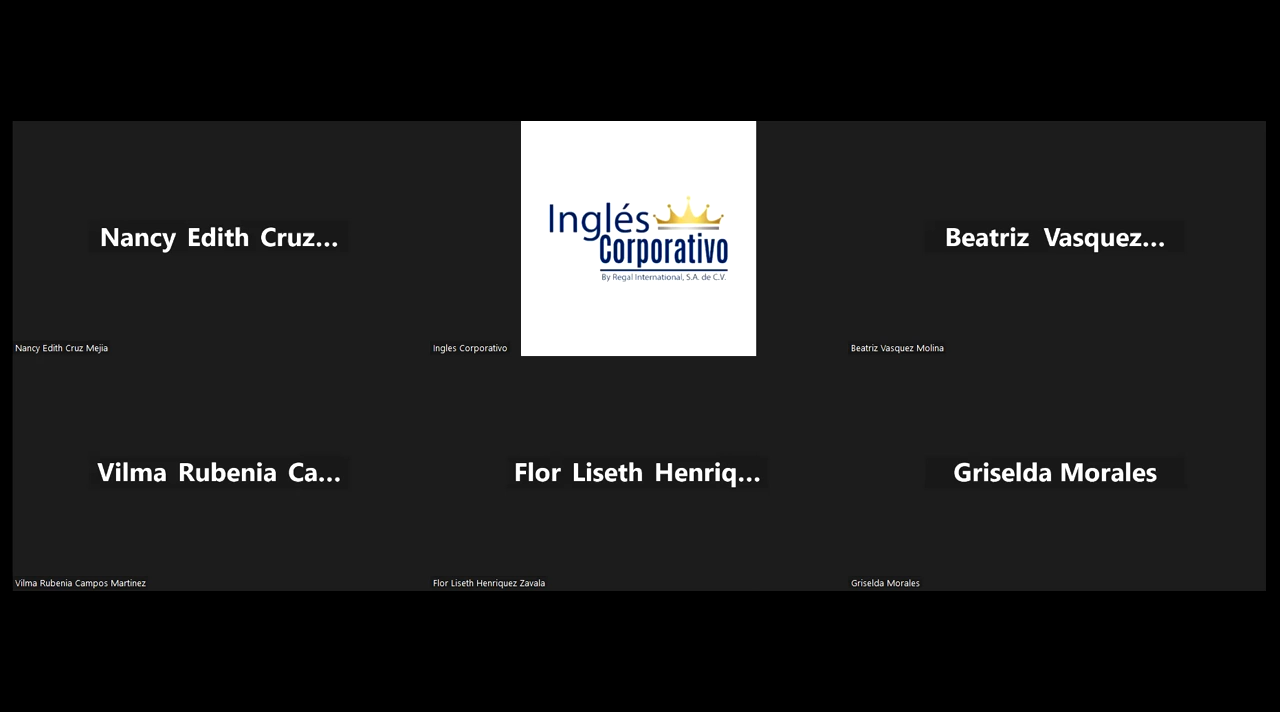 Nancy Edith Cruz...
Nancy Edith Cruz Mejia
Inglés
Corporativo
By Regal International, S.A. de C.V.
Ingles Corporativo
Beatriz Vasquez...
Beatriz Vasquez Molina
Vilma Rubenia Ca...
Vilma Rubenia Campos Martinez
Flor Liseth Henriq...
Flor Liseth Henriquez Zavala
Griselda Morales
Griselda Morales